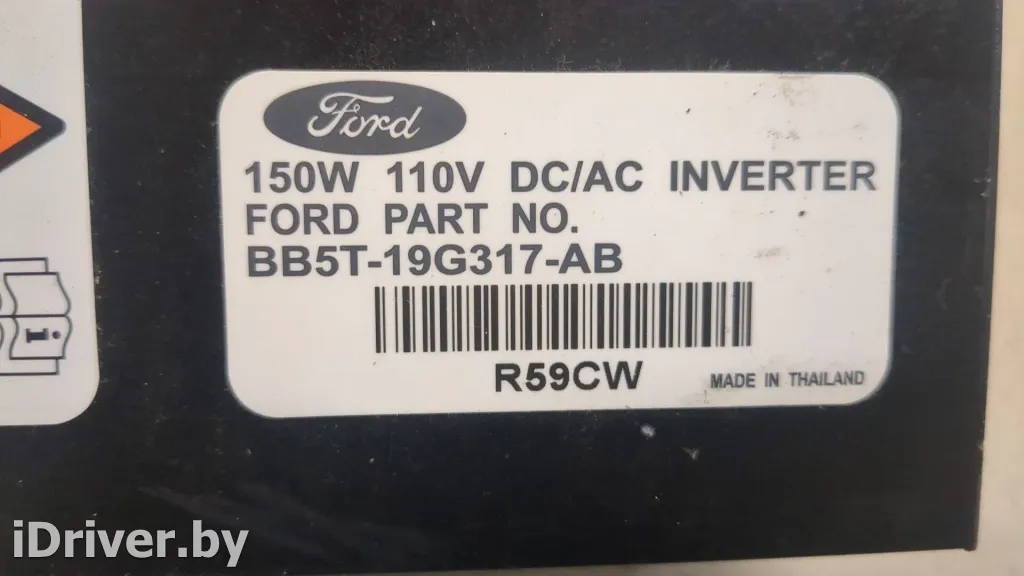 Ford
150W 110V DC/AC INVERTER
FORD PART NO.
BB5T-19G317-AB
R59CW
MADE IN THAILAND
i
iDriver.by